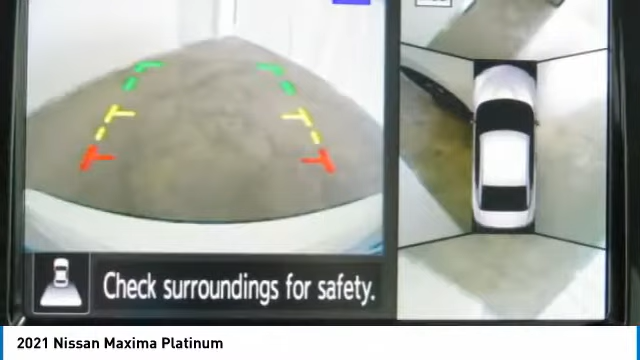 Check surroundings for safety.
2021 Nissan Maxima Platinum